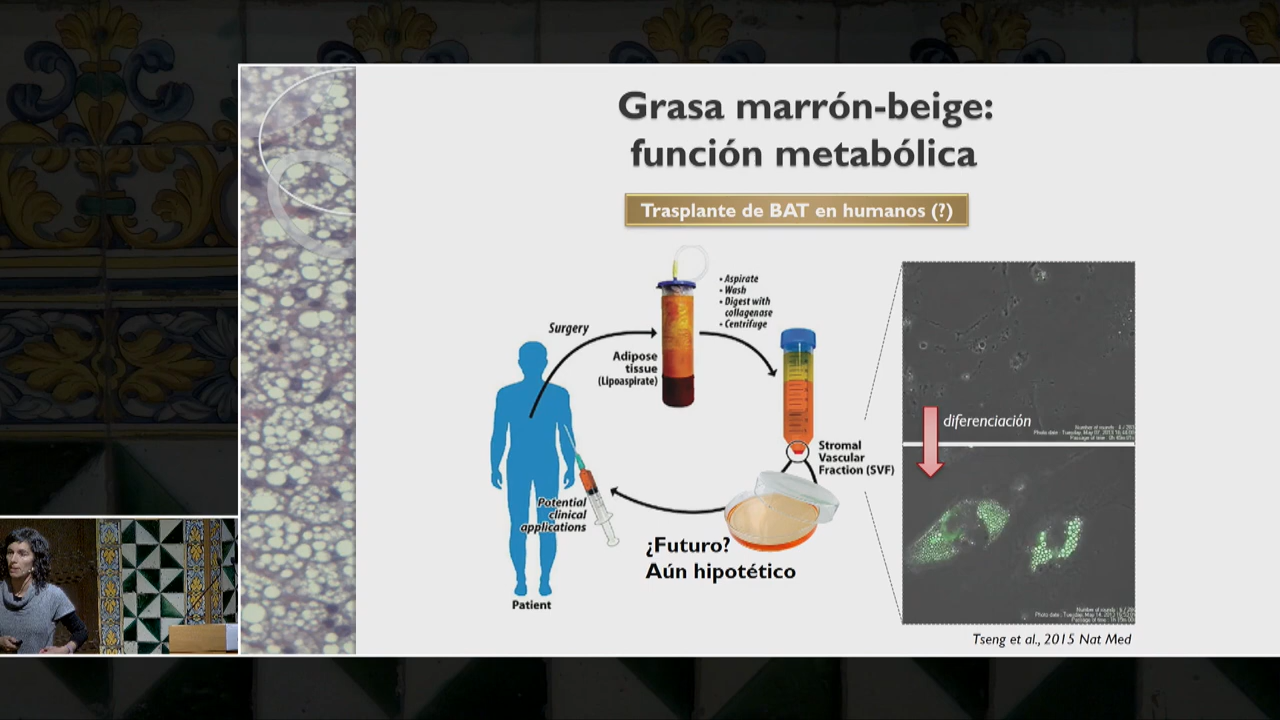 Grasa marrón-beige:
función metabólica
Trasplante de BAT en humanos (?)
• Aspirate
• Wash
• Digest with
collagenase
• Centrifuge
Surgery
Adipose
tissue
(Lipoaspirate)
diferenciación
Stromal
Vascular
Fraction (SVF)
Potential
clinical
applications
¿Futuro?
Aún hipotético
Patient
Tseng et al., 2015 Nat Med